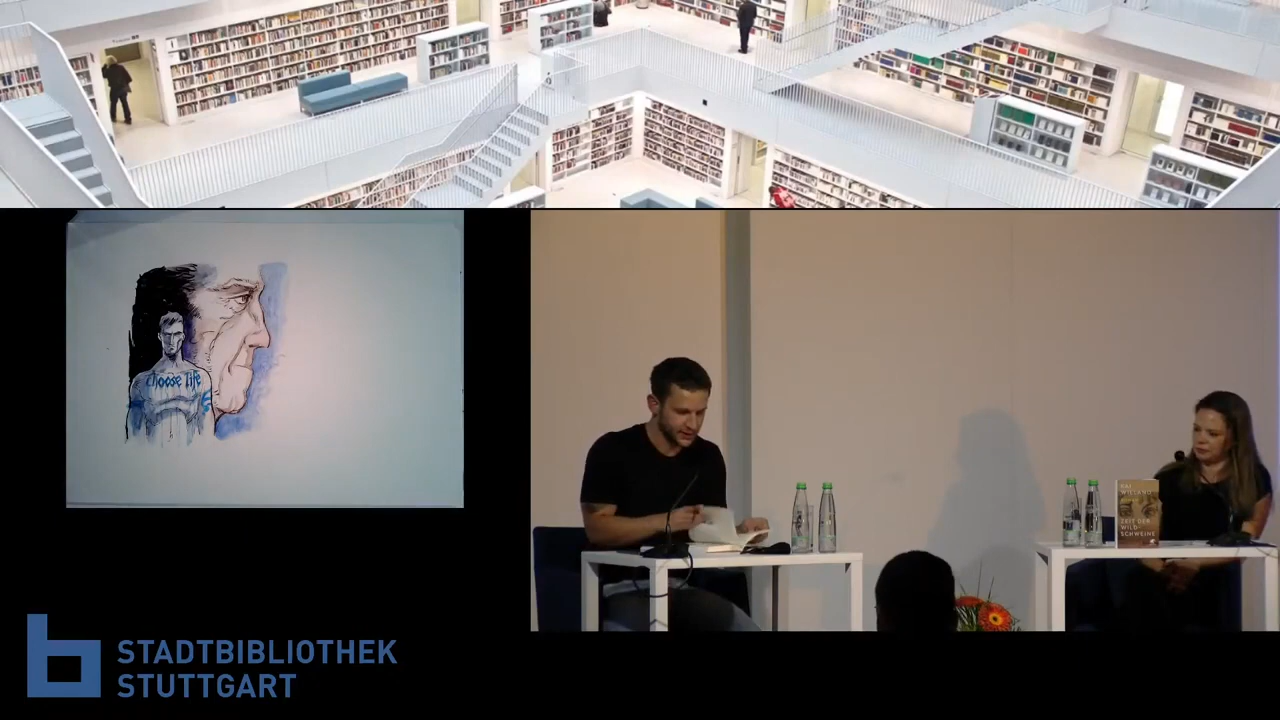 choose life
KAI
WIELAND
ZEIT DER
WILD-
SCHWEINE
STADTBIBLIOTHEK
STUTTGART